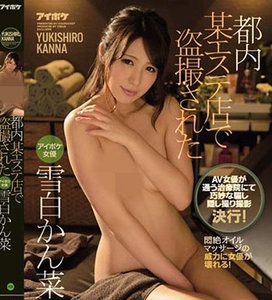 アイポケ
YUKISHIRO
KANNA
都内
某エステ店で
盗撮された
アイポケ女優
雪白かん菜
AV女優が
通う治療院にて
巧妙な騙し
隠し撮り撮影
決行!
悶絶オイル
マッサージの
威力に女優が
壊れる!
都内某エステ店で
盗撮された
雪白かん菜